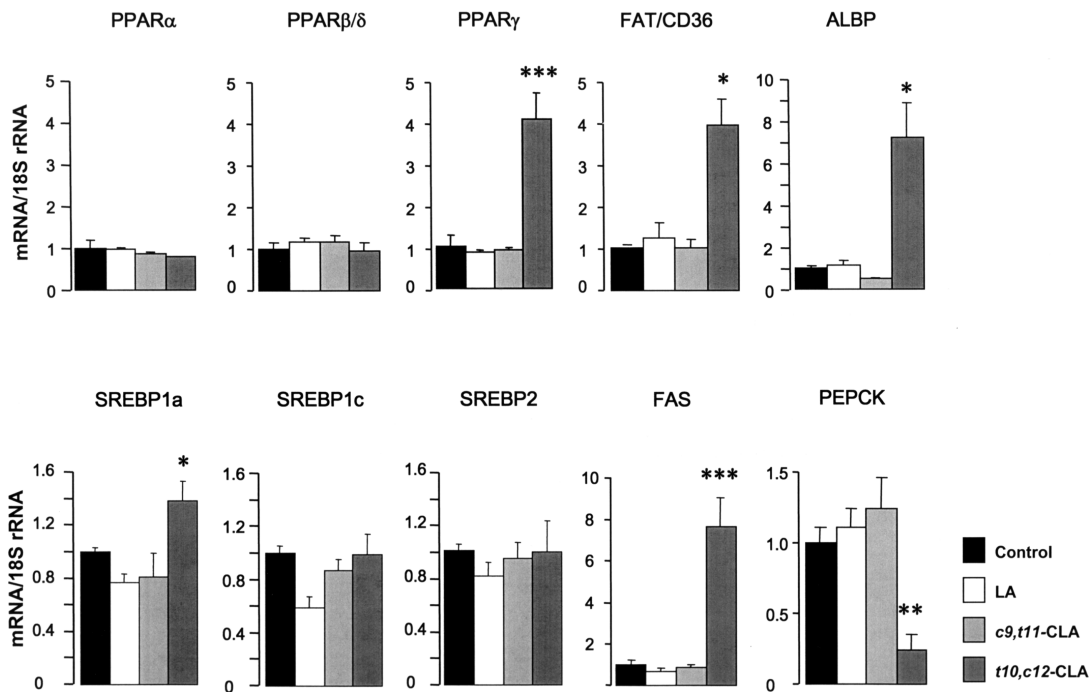 PPARα PPARβ/δ PPARγ FAT/CD36 ALBP
mRNA/18S rRNA
5 4 3 2 1 0
5 4 3 2 1 0
5 4 3 2 1 0
5 4 3 2 1 0
10 8 6 4 2 0
*** * *
SREBP1a SREBP1c SREBP2 FAS PEPCK
mRNA/18S rRNA
1.6 1.2 0.8 0.4 0
1.6 1.2 0.8 0.4 0
1.6 1.2 0.8 0.4 0
10 8 6 4 2 0
1.5 1.0 0.5 0
* *** **
Control
LA
c9,t11-CLA
t10,c12-CLA